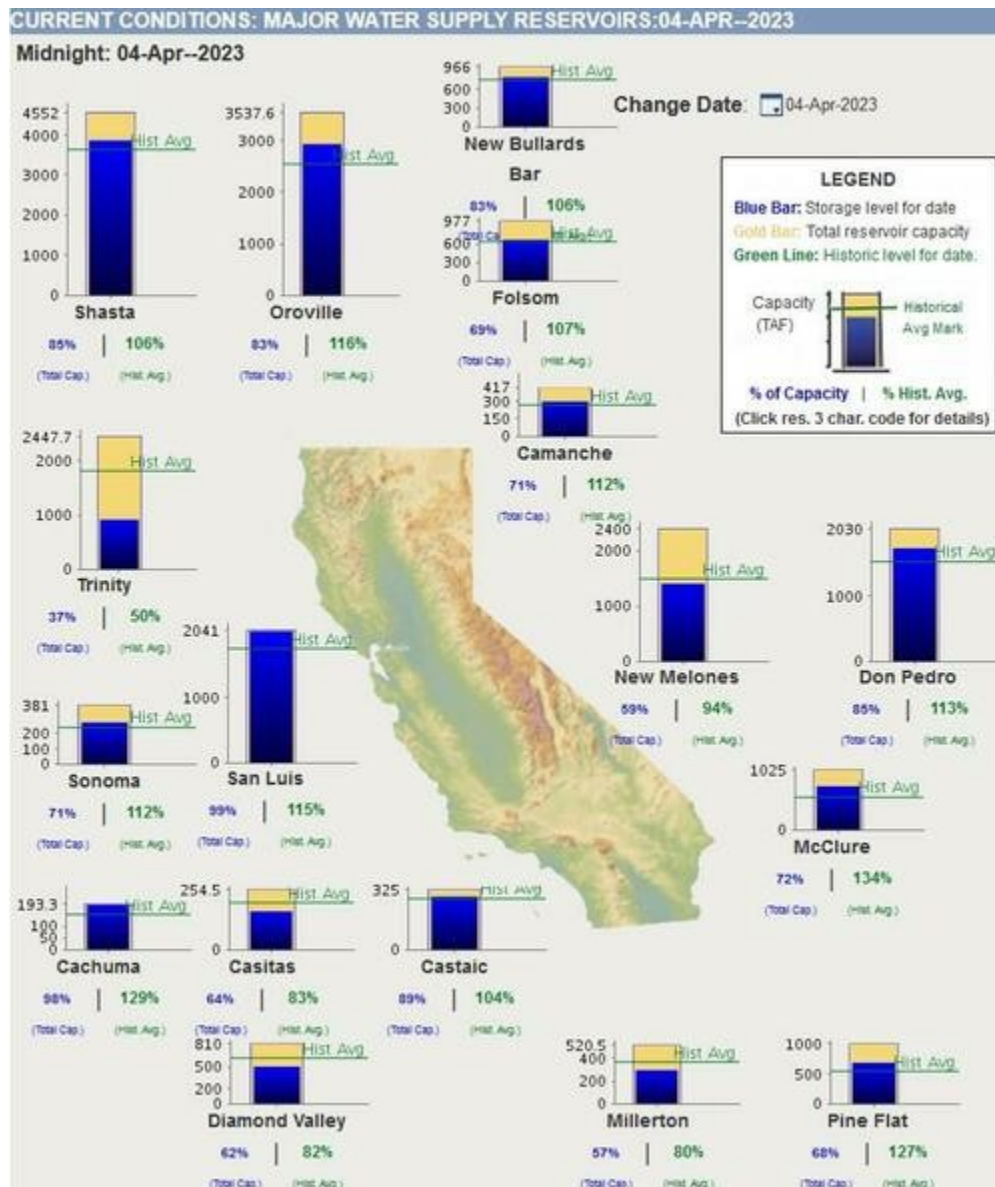 CURRENT CONDITIONS: MAJOR WATER SUPPLY RESERVOIRS:04-APR--2023
Midnight: 04-Apr--2023
Change Date: 04-Apr-2023
966
600
300
0
Hist Avg
New Bullards
Bar
83% | 106%
4552
4000
3000
2000
1000
0
Hist Avg
Shasta
85% | 106%
(Total Cap.) (Hist. Avg.)
3537.6
3000
2000
1000
0
Hist Avg
Oroville
83% | 116%
(Total Cap.) (Hist. Avg.)
977
600
300
0
Folsom
69% | 107%
(Total Cap.) (Hist. Avg.)
LEGEND
Blue Bar: Storage level for date
Gold Bar: Total reservoir capacity
Green Line: Historic level for date.
Capacity
(TAF)
Historical
Avg Mark
% of Capacity | % Hist. Avg.
(Click res. 3 char. code for details)
417
300
150
0
Hist Avg
Camanche
71% | 112%
(Total Cap.) (Hist. Avg.)
2447.7
2000
1000
0
Hist Avg
Trinity
37% | 50%
(Total Cap.) (Hist. Avg.)
2400
2000
1000
0
Hist Avg
New Melones
59% | 94%
(Total Cap.) (Hist. Avg.)
2030
1000
0
Hist Avg
Don Pedro
85% | 113%
(Total Cap.) (Hist. Avg.)
381
200
100
0
Hist Avg
Sonoma
71% | 112%
(Total Cap.) (Hist. Avg.)
2041
1000
0
Hist Avg
San Luis
99% | 115%
(Total Cap.) (Hist. Avg.)
1025
0
Hist Avg
McClure
72% | 134%
(Total Cap.) (Hist. Avg.)
193.3
100
50
0
Hist Avg
Cachuma
98% | 129%
(Total Cap.) (Hist. Avg.)
254.5
0
Hist Avg
Casitas
64% | 83%
(Total Cap.) (Hist. Avg.)
325
0
Hist Avg
Castaic
89% | 104%
(Total Cap.) (Hist. Avg.)
810
500
200
0
Hist Avg
Diamond Valley
62% | 82%
(Total Cap.) (Hist. Avg.)
520.5
400
200
0
Hist Avg
Millerton
57% | 80%
(Total Cap.) (Hist. Avg.)
1000
500
0
Hist Avg
Pine Flat
68% | 127%
(Total Cap.) (Hist. Avg.)